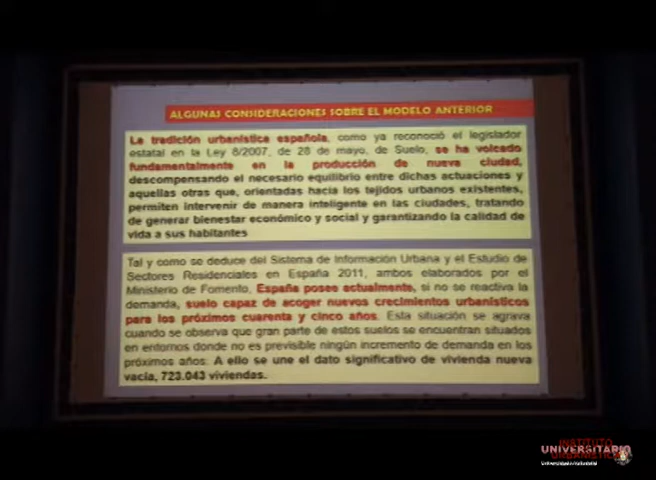 ALGUNAS CONSIDERACIONES SOBRE EL MODELO ANTERIOR
La tradición urbanística española, como ya reconoció el legislador
estatal en la Ley 8/2007, de 28 de mayo, de Suelo, se ha volcado
fundamentalmente en la producción de nueva ciudad,
descompensando el necesario equilibrio entre dichas actuaciones y
aquellas otras que, orientadas hacia los tejidos urbanos existentes,
permiten intervenir de manera inteligente en las ciudades, tratando
de generar bienestar económico y social y garantizando la calidad de
vida a sus habitantes
Tal y como se deduce del Sistema de Información Urbana y el Estudio de
Sectores Residenciales en España 2011, ambos elaborados por el
Ministerio de Fomento, España posee actualmente, si no se reactiva la
demanda, suelo capaz de acoger nuevos crecimientos urbanísticos
para los próximos cuarenta y cinco años. Esta situación se agrava
cuando se observa que gran parte de estos suelos se encuentran situados
en entornos donde no es previsible ningún incremento de demanda en los
próximos años. A ello se une el dato significativo de vivienda nueva
vacía, 723.043 viviendas.
INSTITUTO
UNIVERSITARIO
URBANÍSTICA
UniversidaddeValladolid